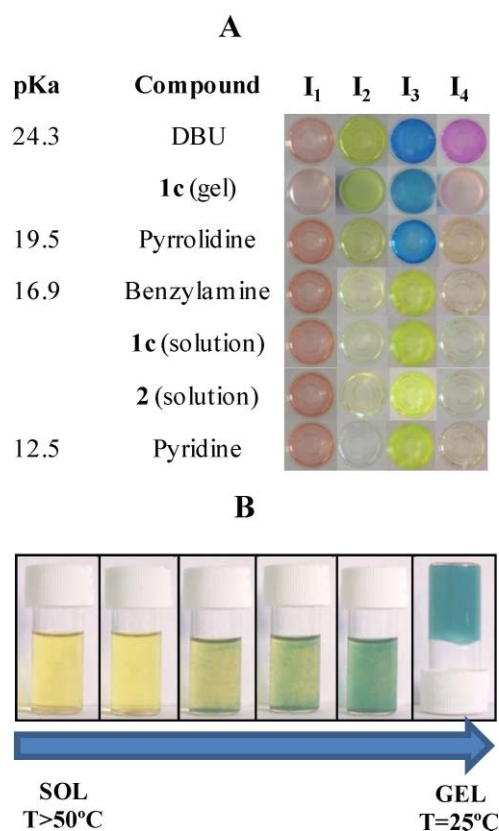 A
pKa Compound I₁ I₂ I₃ I₄
24.3 DBU
1c (gel)
19.5 Pyrrolidine
16.9 Benzylamine
1c (solution)
2 (solution)
12.5 Pyridine
B
SOL GEL
T>50ºC T=25ºC